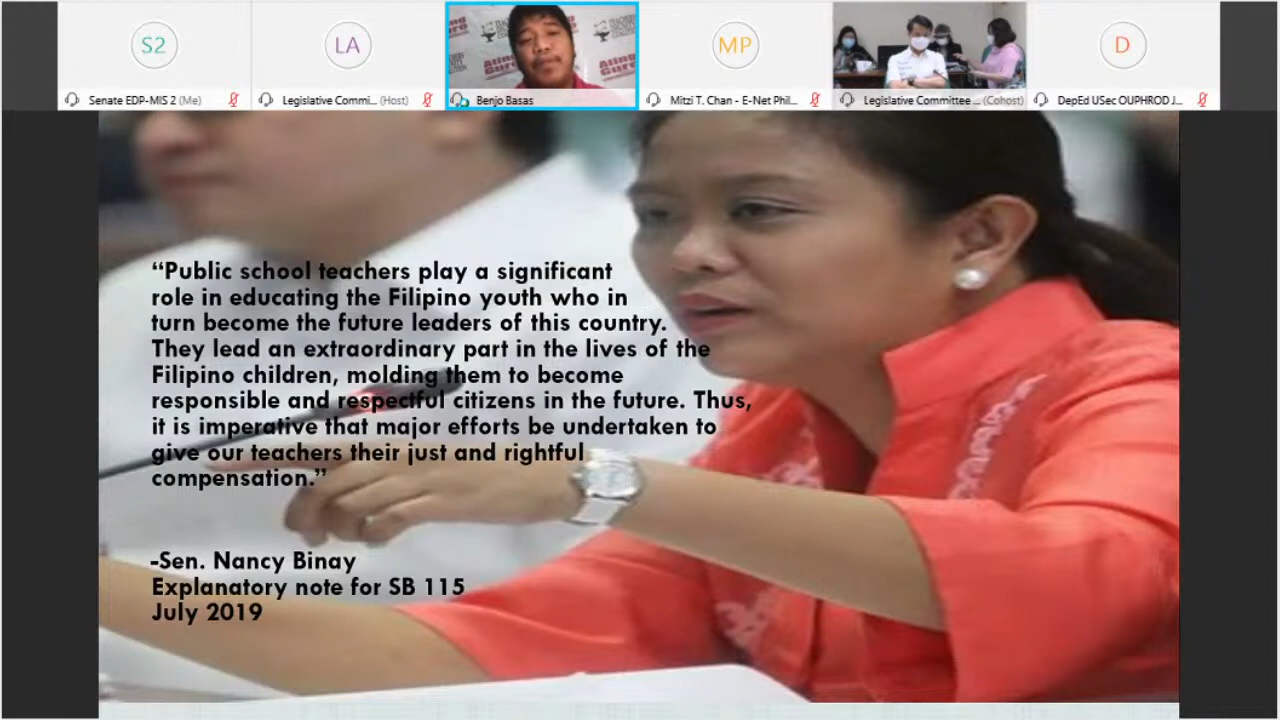 S2
LA
MP
D
Senate EDP-MIS 2 (Me)
Legislative Commi... (Host)
Benjo Basas
Mitzi T. Chan - E-Net Phil...
Legislative Committee ... (Cohost)
DepEd USec OUPHROD J...
“Public school teachers play a significant
role in educating the Filipino youth who in
turn become the future leaders of this country.
They lead an extraordinary part in the lives of the
Filipino children, molding them to become
responsible and respectful citizens in the future. Thus,
it is imperative that major efforts be undertaken to
give our teachers their just and rightful
compensation.”
-Sen. Nancy Binay
Explanatory note for SB 115
July 2019